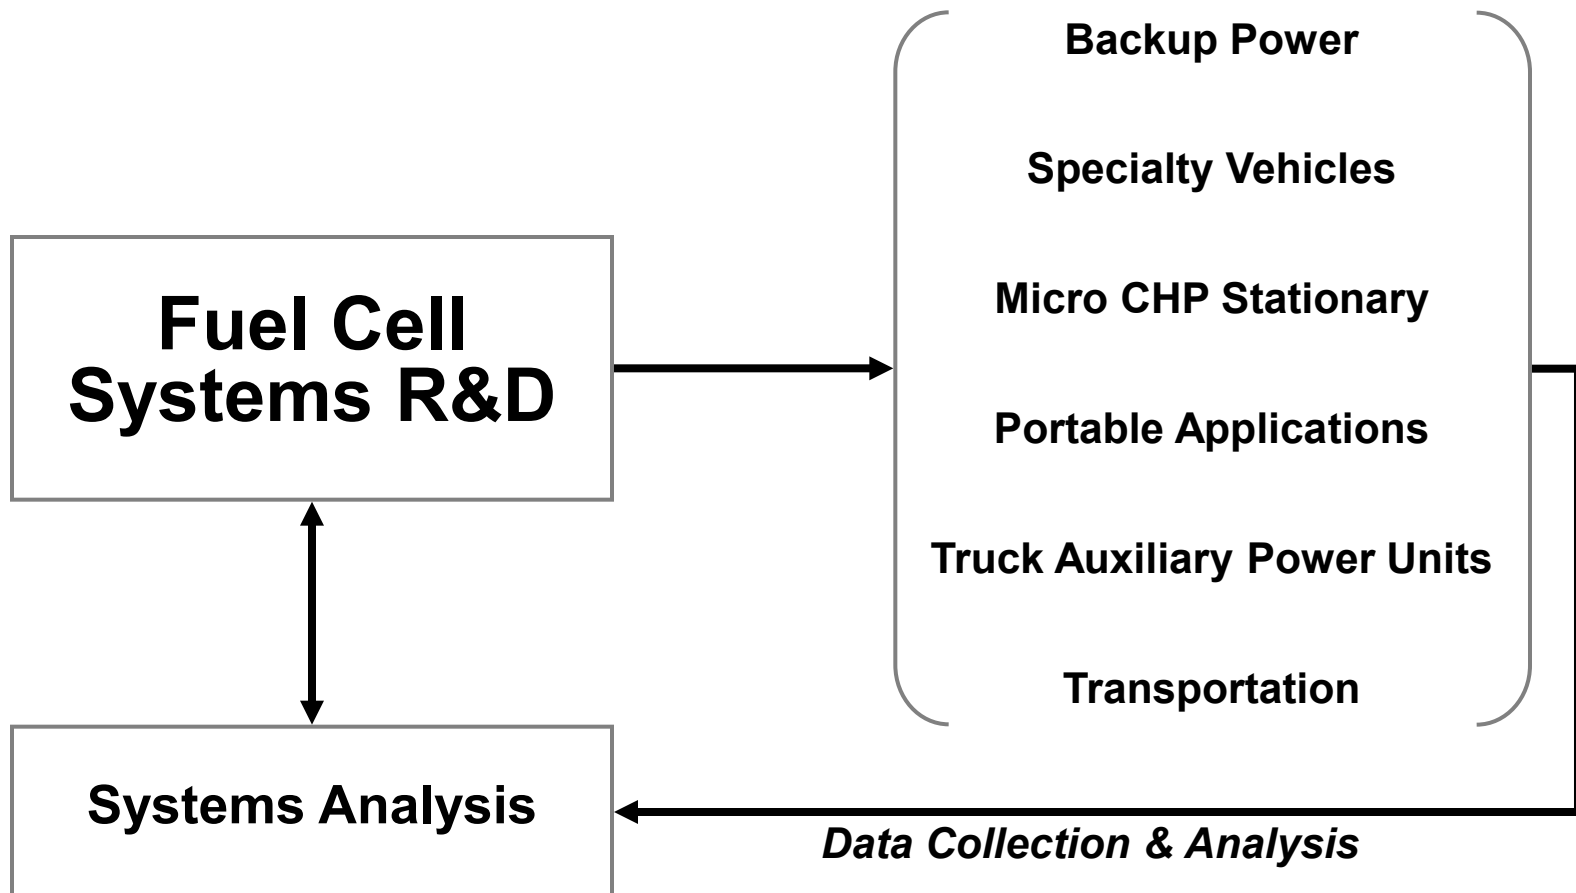 Backup Power
Specialty Vehicles
Micro CHP Stationary
Portable Applications
Truck Auxiliary Power Units
Transportation
Fuel Cell
Systems R&D
Systems Analysis
Data Collection & Analysis